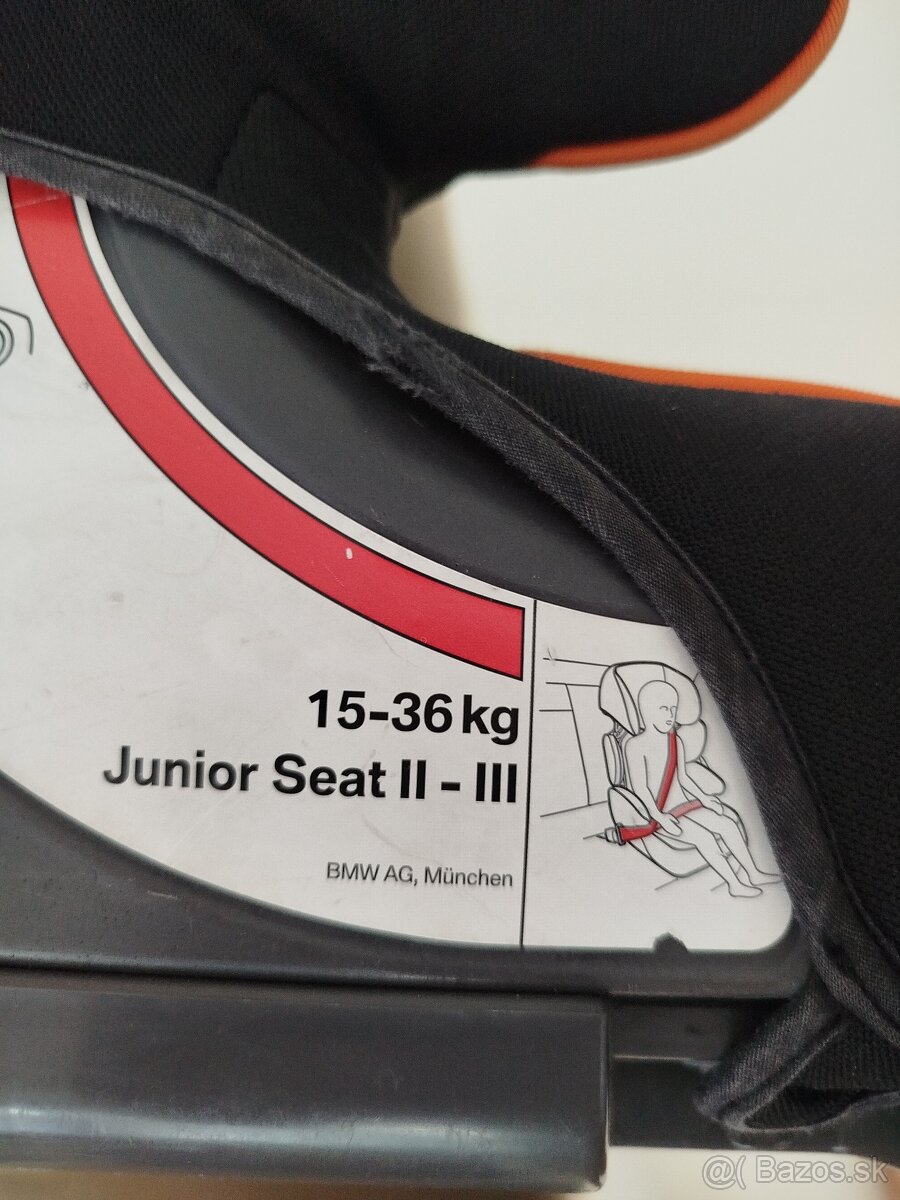 15-36 kg
Junior Seat II - III
BMW AG, München
@( Bazos.sk